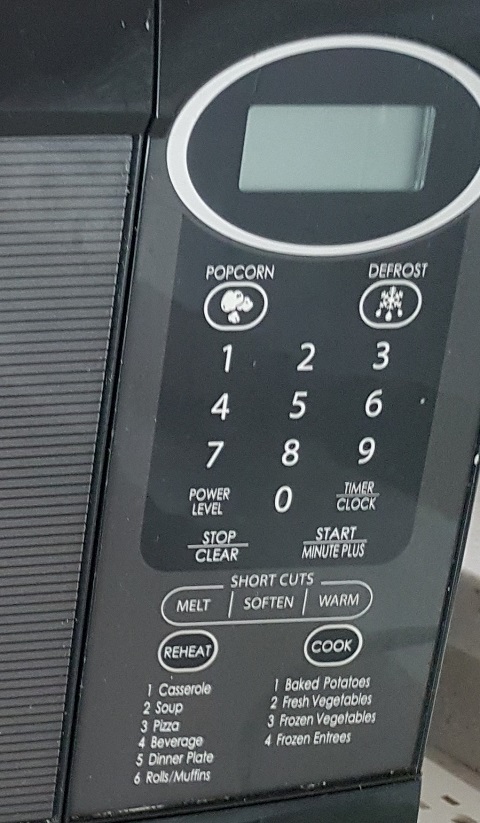 POPCORN DEFROST
1 2 3
4 5 6
7 8 9
POWER LEVEL 0 TIMER CLOCK
STOP CLEAR START MINUTE PLUS
SHORT CUTS
MELT SOFTEN WARM
REHEAT COOK
1 Casserole
2 Soup
3 Pizza
4 Beverage
5 Dinner Plate
6 Rolls/Muffins
1 Baked Potatoes
2 Fresh Vegetables
3 Frozen Vegetables
4 Frozen Entrees